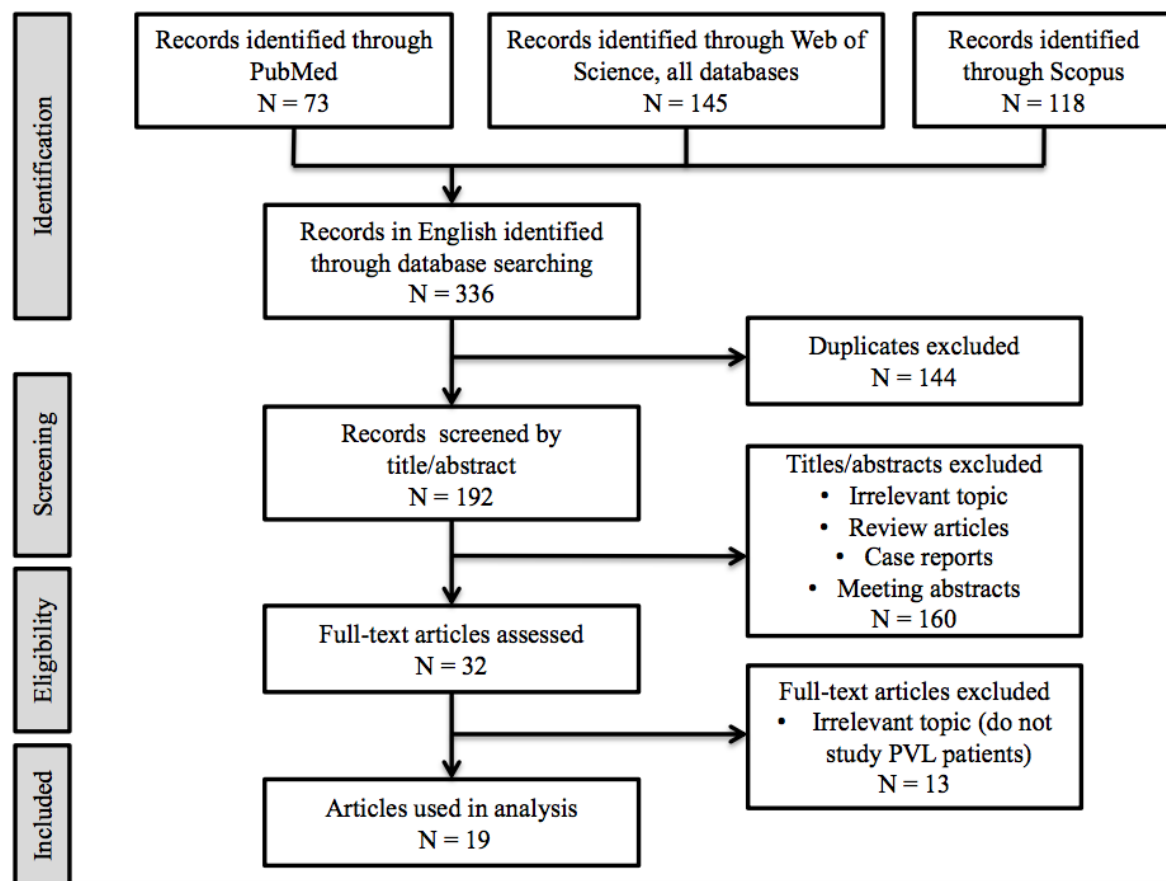 Identification
Records identified through
PubMed
N = 73
Records identified through Web of
Science, all databases
N = 145
Records identified
through Scopus
N = 118
Records in English identified
through database searching
N = 336
Duplicates excluded
N = 144
Screening
Records screened by
title/abstract
N = 192
Titles/abstracts excluded
• Irrelevant topic
• Review articles
• Case reports
• Meeting abstracts
N = 160
Eligibility
Full-text articles assessed
N = 32
Full-text articles excluded
• Irrelevant topic (do not
study PVL patients)
N = 13
Included
Articles used in analysis
N = 19